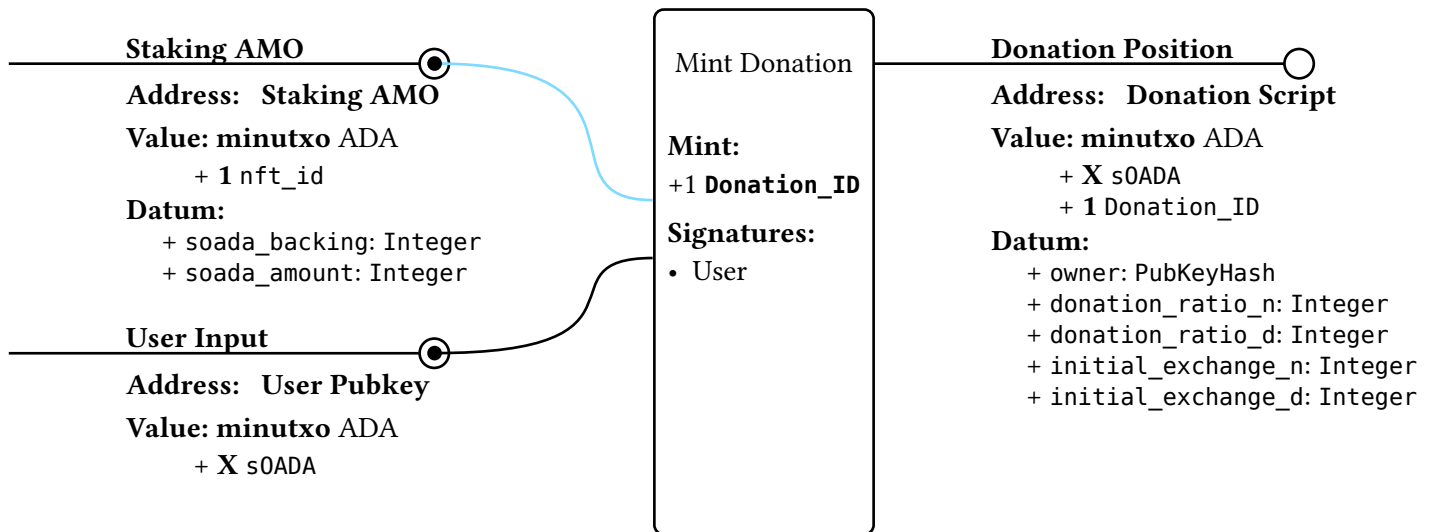 Staking AMO
Address: Staking AMO
Value: minutxo ADA
+ 1 nft_id
Datum:
+ soada_backing: Integer
+ soada_amount: Integer
User Input
Address: User Pubkey
Value: minutxo ADA
+ X sOADA
Mint Donation
Mint:
+1 Donation_ID
Signatures:
• User
Donation Position
Address: Donation Script
Value: minutxo ADA
+ X sOADA
+ 1 Donation_ID
Datum:
+ owner: PubKeyHash
+ donation_ratio_n: Integer
+ donation_ratio_d: Integer
+ initial_exchange_n: Integer
+ initial_exchange_d: Integer